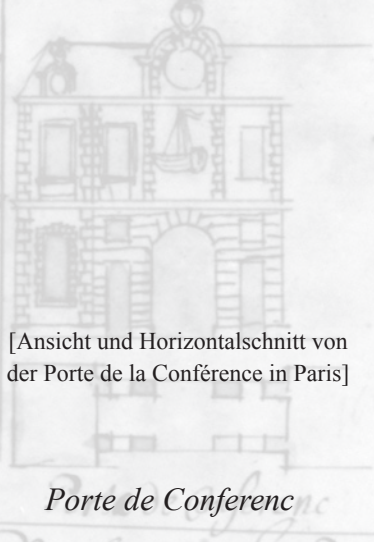 [Ansicht und Horizontalschnitt von
der Porte de la Conférence in Paris]
Porte de Conferenc